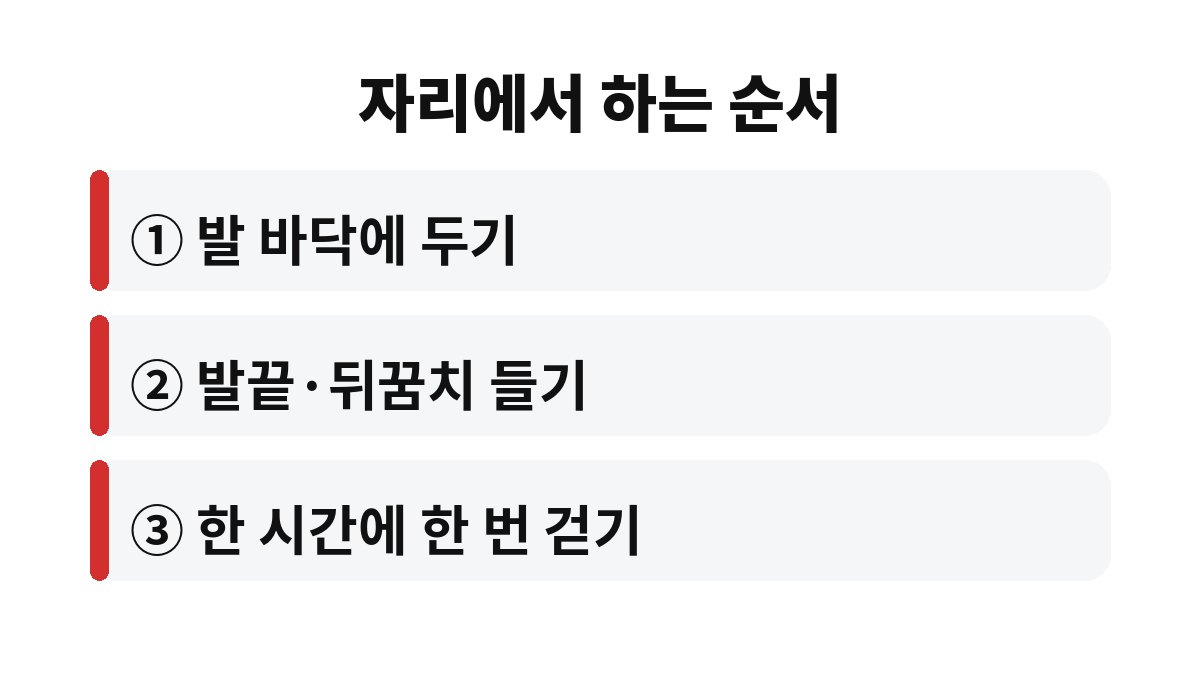 자리에서 하는 순서
① 발 바닥에 두기
② 발끝·뒤꿈치 들기
③ 한 시간에 한 번 걷기